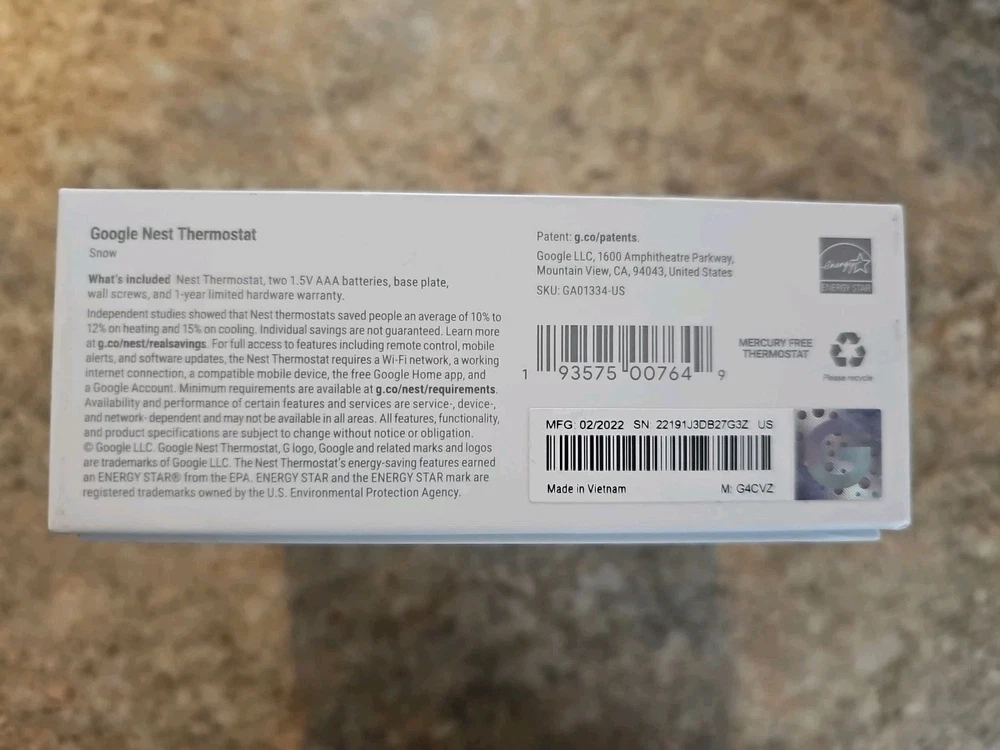 Google Nest Thermostat
Snow
What's included Nest Thermostat, two 1.5V AAA batteries, base plate,
wall screws, and 1-year limited hardware warranty.
Independent studies showed that Nest thermostats saved people an average of 10% to
12% on heating and 15% on cooling. Individual savings are not guaranteed. Learn more
at g.co/nest/realsavings. For full access to features including remote control, mobile
alerts, and software updates, the Nest Thermostat requires a Wi-Fi network, a working
internet connection, a compatible mobile device, the free Google Home app, and
a Google Account. Minimum requirements are available at g.co/nest/requirements.
Availability and performance of certain features and services are service-, device-,
and network- dependent and may not be available in all areas. All features, functionality,
and product specifications are subject to change without notice or obligation.
© Google LLC. Google Nest Thermostat, G logo, Google and related marks and logos
are trademarks of Google LLC. The Nest Thermostat's energy-saving features earned
an ENERGY STAR® from the EPA. ENERGY STAR and the ENERGY STAR mark are
registered trademarks owned by the U.S. Environmental Protection Agency.
Patent: g.co/patents.
Google LLC, 1600 Amphitheatre Parkway,
Mountain View, CA, 94043, United States
SKU: GA01334-US
energy
ENERGY STAR
1 93575 00764 9
MERCURY FREE
THERMOSTAT
Please recycle
MFG: 02/2022 SN: 22191J3DB27G3Z US
Made in Vietnam M: G4CVZ
G